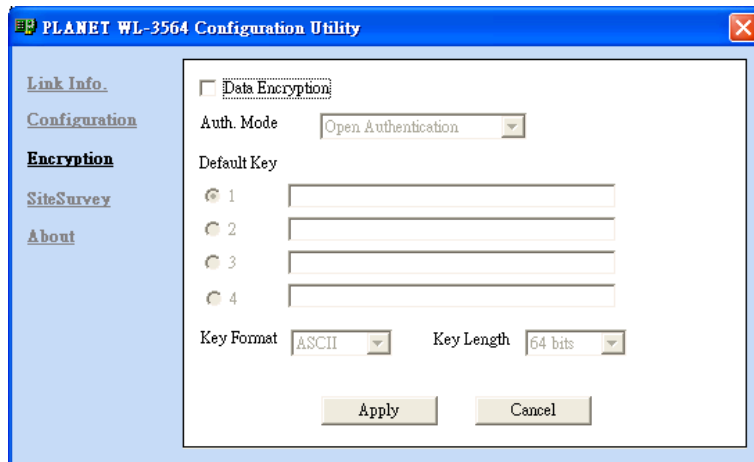 PLANET WL-3564 Configuration Utility
Link Info.
Configuration
Encryption
SiteSurvey
About
Data Encryption
Auth. Mode Open Authentication
Default Key
1
2
3
4
Key Format ASCII Key Length 64 bits
Apply Cancel